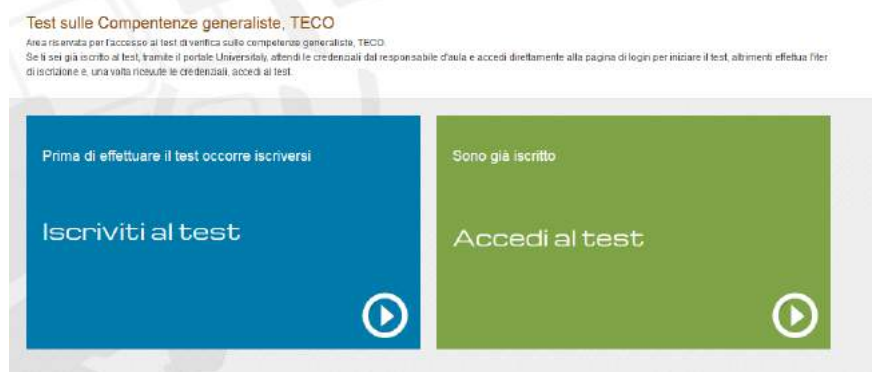 Test sulle Compentenze generaliste, TECO
Area riservata per l'accesso al test di verifica sulle competenze generaliste, TECO.
Se ti sei già iscritto al test, tramite il portale Universitaly, attendi le credenziali dal responsabile d'aula e accedi direttamente alla pagina di login per iniziare il test, altrimenti effettua l'iter
di iscrizione e, una volta ricevute le credenziali, accedi al test.
Prima di effettuare il test occorre iscriversi
Sono già iscritto
Iscriviti al test
Accedi al test